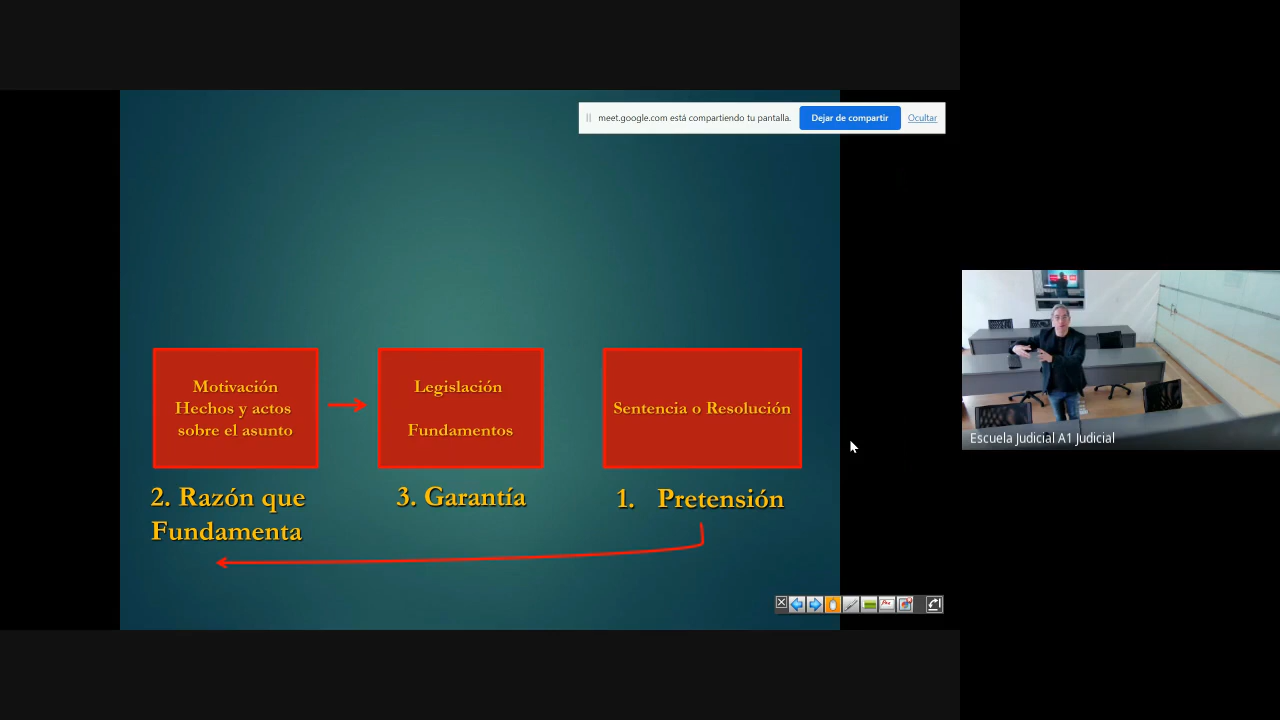 meet.google.com está compartiendo tu pantalla.
Dejar de compartir
Ocultar
Motivación
Hechos y actos
sobre el asunto
Legislación
Fundamentos
Sentencia o Resolución
2. Razón que
Fundamenta
3. Garantía
1. Pretensión
Escuela Judicial A1 Judicial